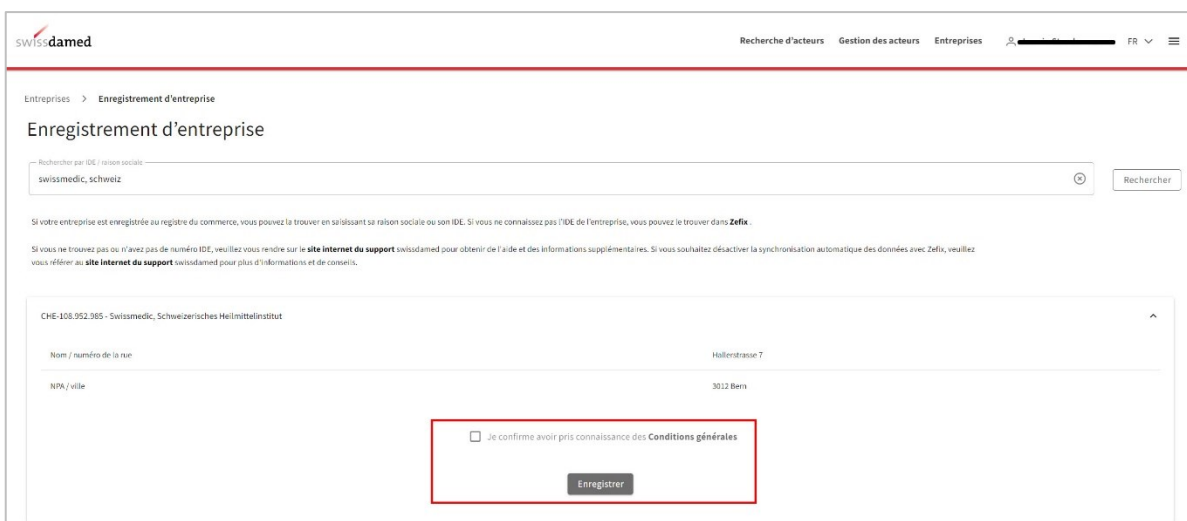 swissdamed
Recherche d'acteurs Gestion des acteurs Entreprises FR
Entreprises > Enregistrement d'entreprise
Enregistrement d'entreprise
Rechercher par IDE / raison sociale
swissmedic, schweiz
Rechercher
Si votre entreprise est enregistrée au registre du commerce, vous pouvez la trouver en saisissant sa raison sociale ou son IDE. Si vous ne connaissez pas l'IDE de l'entreprise, vous pouvez le trouver dans Zefix .
Si vous ne trouvez pas ou n'avez pas de numéro IDE, veuillez vous rendre sur le site internet du support swissdamed pour obtenir de l'aide et des informations supplémentaires. Si vous souhaitez désactiver la synchronisation automatique des données avec Zefix, veuillez
vous référer au site internet du support swissdamed pour plus d'informations et de conseils.
CHE-108.952.985 - Swissmedic, Schweizerisches Heilmittelinstitut
Nom / numéro de la rue Hallerstrasse 7
NPA / ville 3012 Bern
Je confirme avoir pris connaissance des Conditions générales
Enregistrer